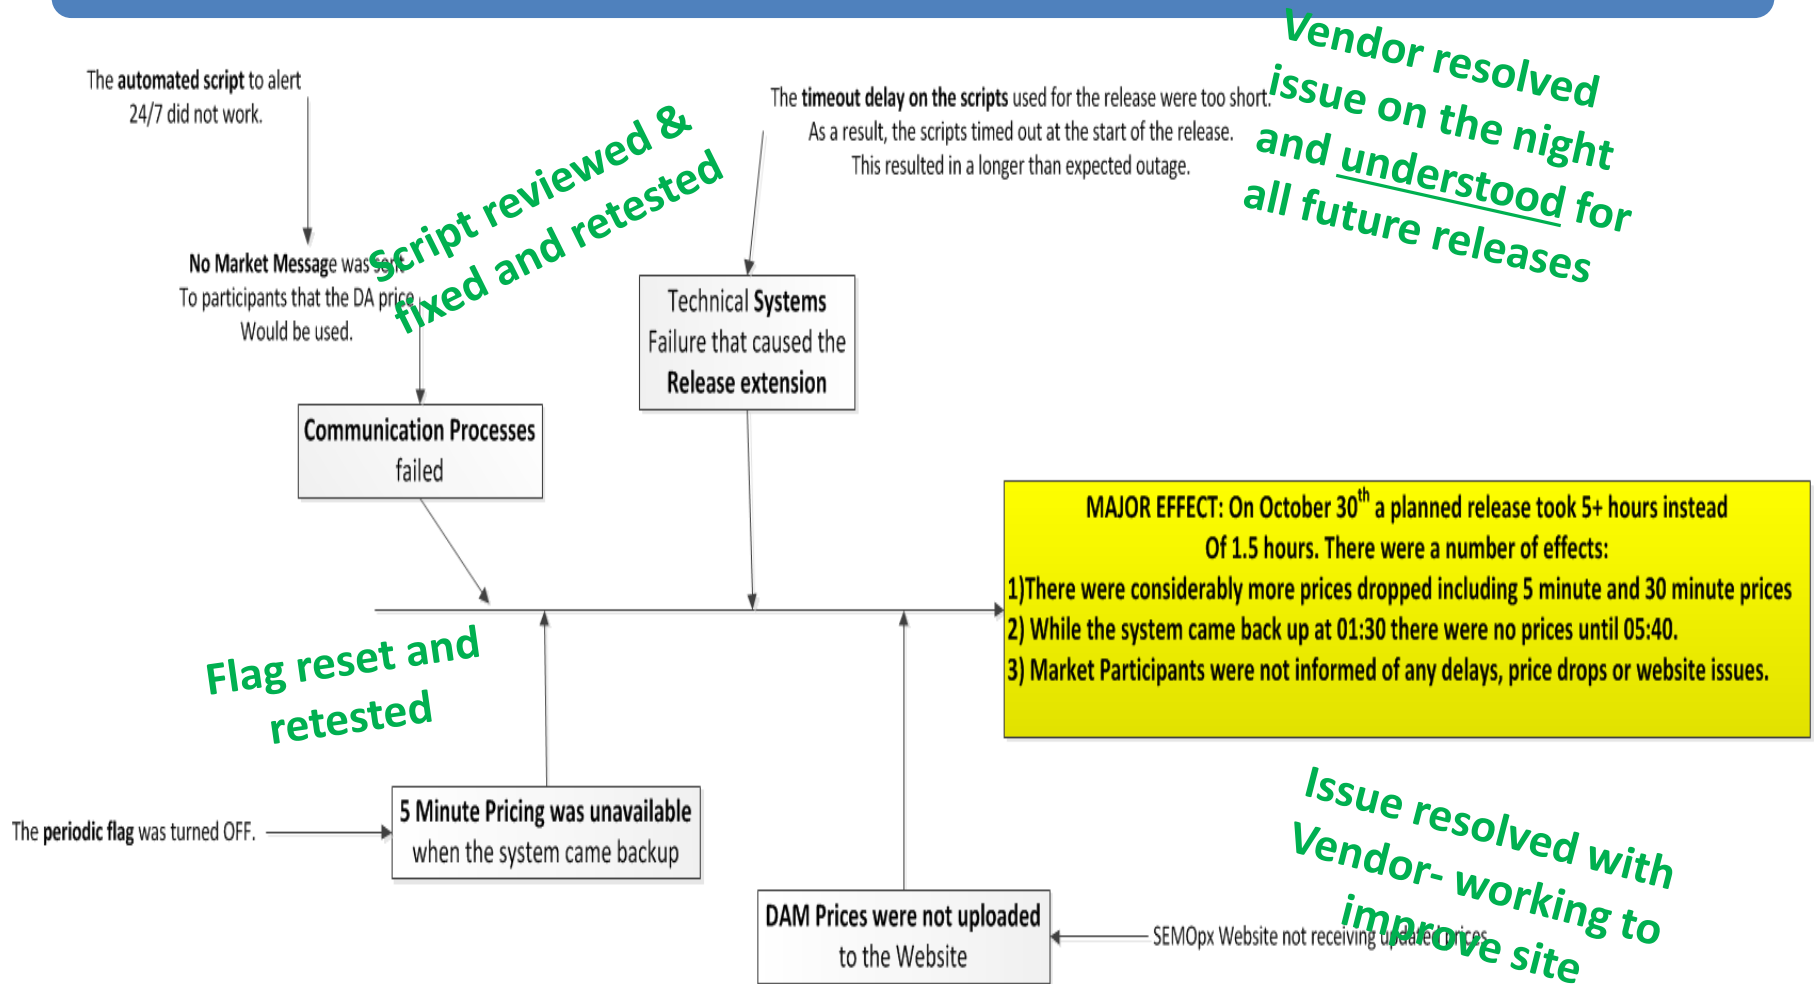 The automated script to alert
24/7 did not work.
No Market Message was sent
To participants that the DA price
Would be used.
Script reviewed &
fixed and retested
The timeout delay on the scripts used for the release were too short.
As a result, the scripts timed out at the start of the release.
This resulted in a longer than expected outage.
Vendor resolved
issue on the night
and understood for
all future releases
Technical Systems
Failure that caused the
Release extension
Communication Processes
failed
MAJOR EFFECT: On October 30th a planned release took 5+ hours instead
Of 1.5 hours. There were a number of effects:
1)There were considerably more prices dropped including 5 minute and 30 minute prices
2) While the system came back up at 01:30 there were no prices until 05:40.
3) Market Participants were not informed of any delays, price drops or website issues.
Flag reset and
retested
The periodic flag was turned OFF.
5 Minute Pricing was unavailable
when the system came backup
DAM Prices were not uploaded
to the Website
SEMOpx Website not receiving updated prices
Issue resolved with
Vendor- working to
improve site